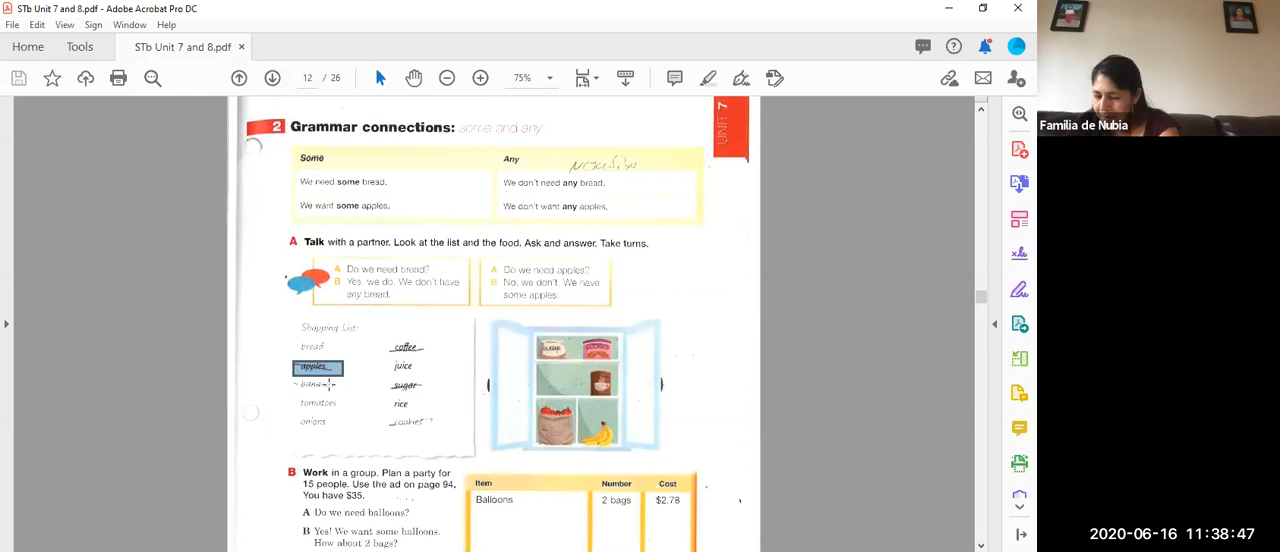 STb Unit 7 and 8.pdf - Adobe Acrobat Pro DC
File Edit View Sign Window Help
Home Tools STb Unit 7 and 8.pdf ×
12 / 26 75%
Familia de Nubia
UNIT 7
2 Grammar connections: some and any
Some Any
We need some bread. We don't need any bread.
We want some apples. We don't want any apples.
A Talk with a partner. Look at the list and the food. Ask and answer. Take turns.
A Do we need bread?
B Yes, we do. We don't have
any bread.
A Do we need apples?
B No, we don't. We have
some apples.
Shopping List:
bread coffee
apples juice
bananas sugar
tomatoes rice
onions cookies
SUGAR COOKIES
B Work in a group. Plan a party for
15 people. Use the ad on page 94.
You have $35.
A Do we need balloons?
B Yes! We want some balloons.
How about 2 bags?
Item Number Cost
Balloons 2 bags $2.78
2020-06-16 11:38:47